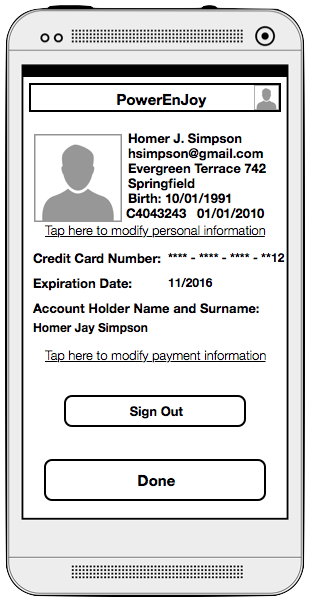 PowerEnJoy
Homer J. Simpson
hsimpson@gmail.com
Evergreen Terrace 742
Springfield
Birth: 10/01/1991
C4043243 01/01/2010
Tap here to modify personal information
Credit Card Number: **** - **** - **** - **12
Expiration Date: 11/2016
Account Holder Name and Surname:
Homer Jay Simpson
Tap here to modify payment information
Sign Out
Done